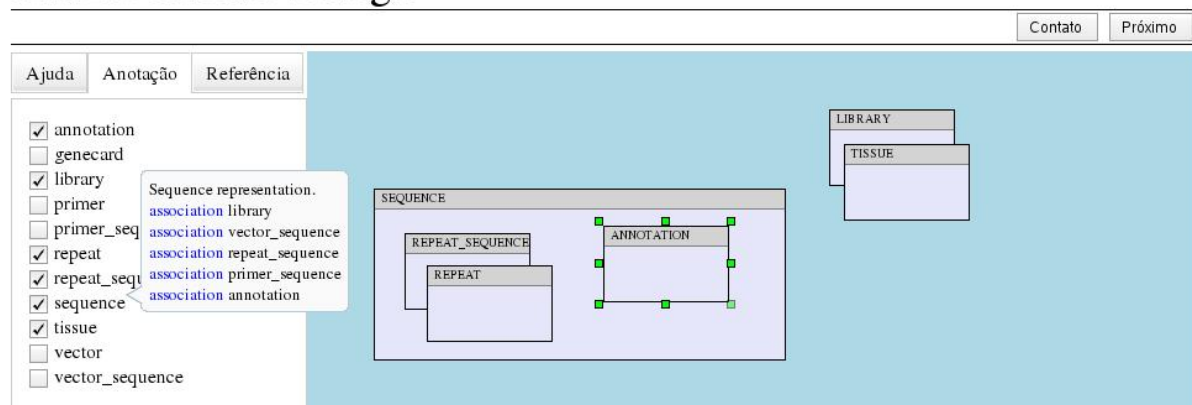 Contato Próximo
Ajuda Anotação Referência
annotation
genecard
library
primer
primer_seq
repeat
repeat_sequ
sequence
tissue
vector
vector_sequence
Sequence representation.
association library
association vector_sequence
association repeat_sequence
association primer_sequence
association annotation
SEQUENCE
REPEAT_SEQUENCE
REPEAT
ANNOTATION
LIBRARY
TISSUE